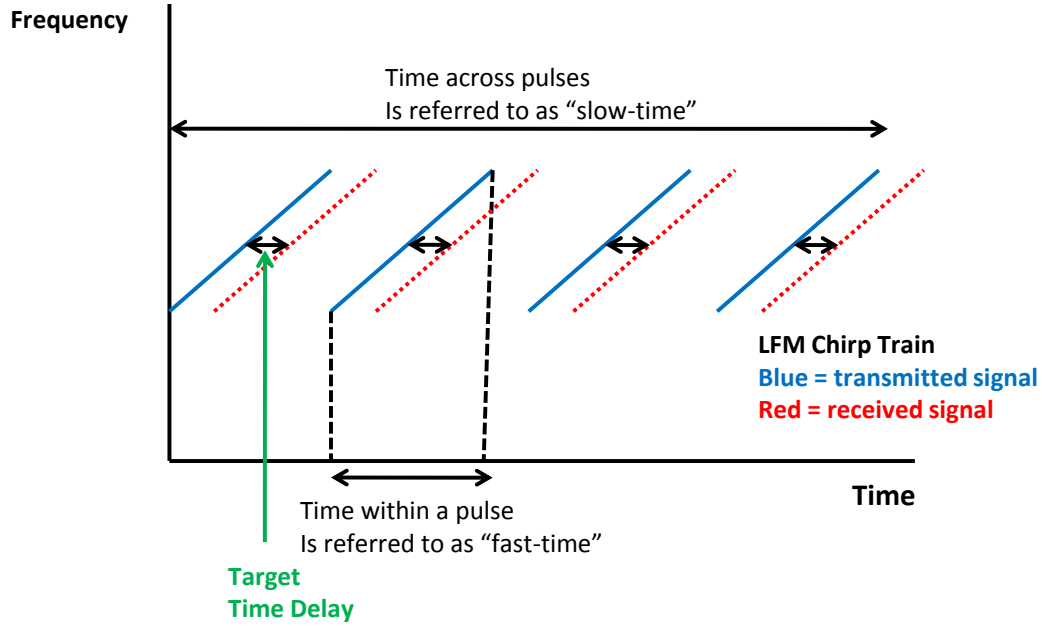 Frequency
Time across pulses
Is referred to as “slow-time”
LFM Chirp Train
Blue = transmitted signal
Red = received signal
Time
Time within a pulse
Is referred to as “fast-time”
Target
Time Delay